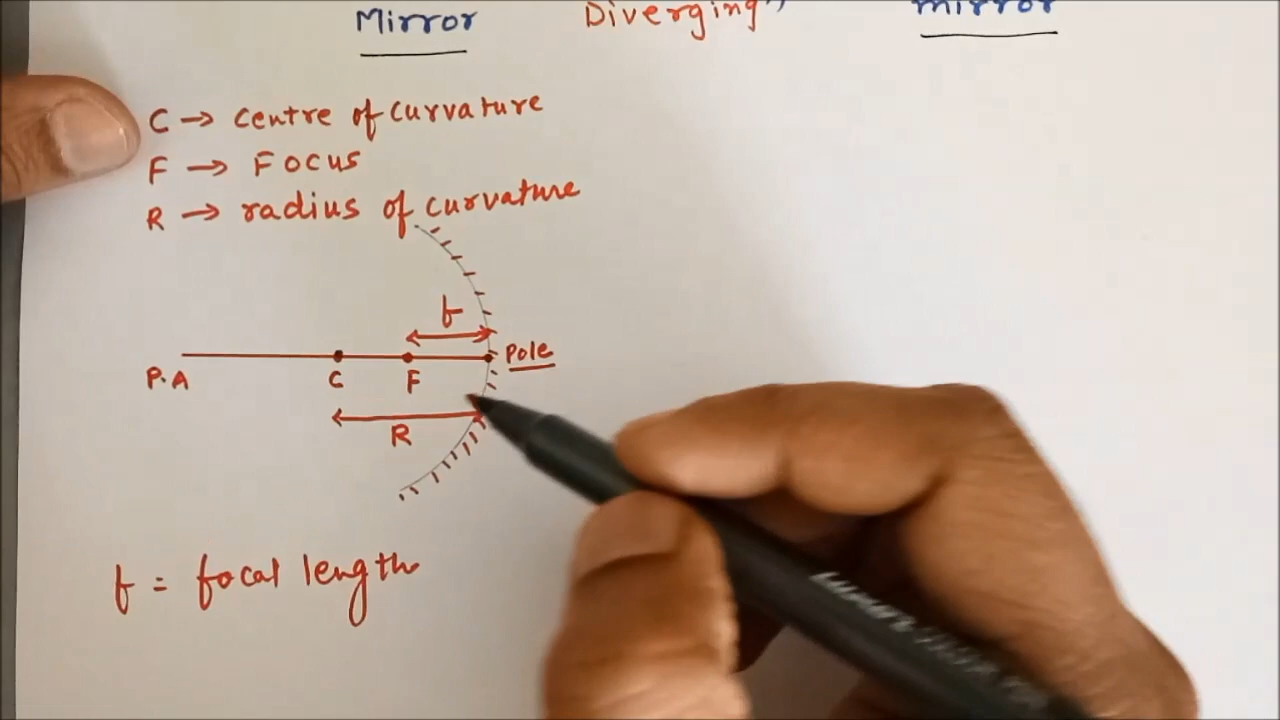 Mirror Diverging" mirror
C → Centre of Curvature
F → Focus
R → radius of curvature
f
Pole
P.A C F
R
f = focal length